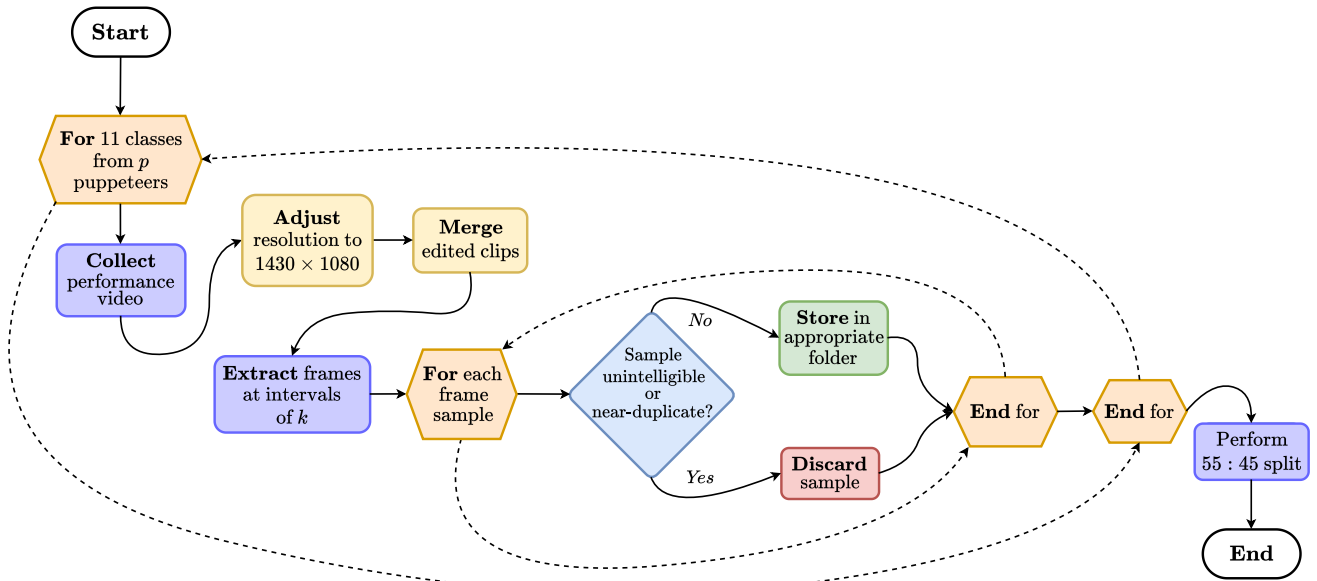 Start
For 11 classes
from p
puppeteers
Collect
performance
video
Adjust
resolution to
1430 × 1080
Merge
edited clips
Extract frames
at intervals
of k
For each
frame
sample
Sample
unintelligible
or
near-duplicate?
No
Store in
appropriate
folder
Yes
Discard
sample
End for
End for
Perform
55 : 45 split
End